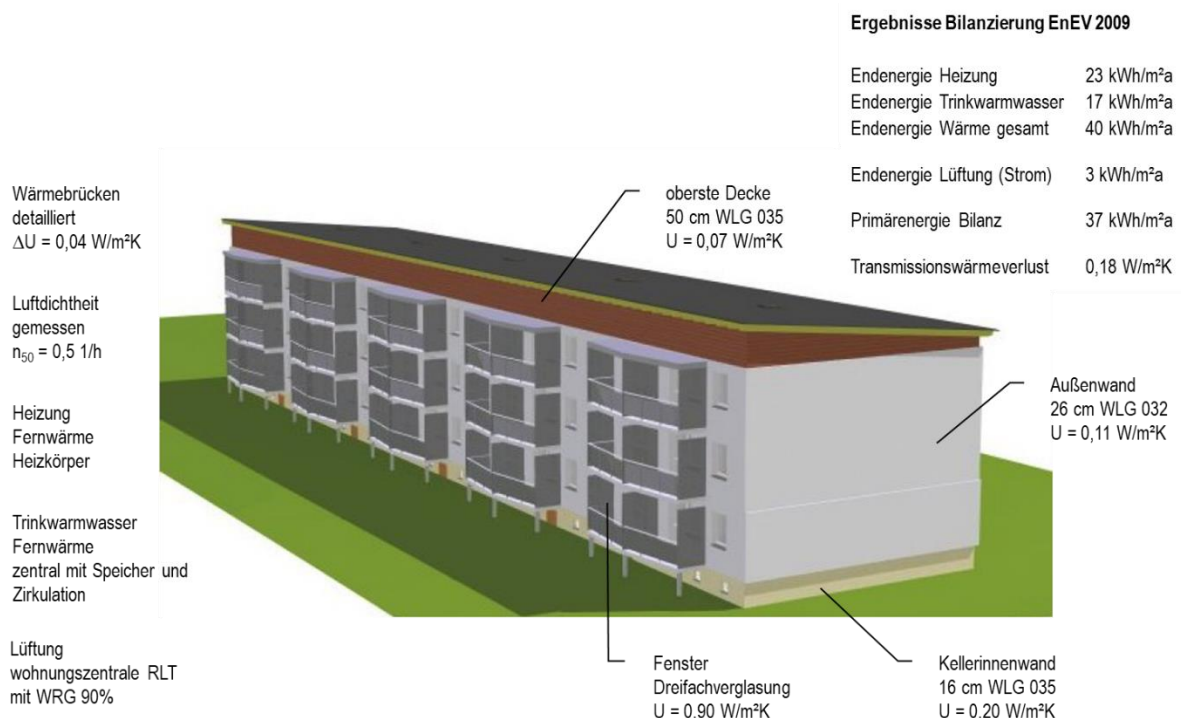 Ergebnisse Bilanzierung EnEV 2009
Endenergie Heizung 23 kWh/m²a
Endenergie Trinkwarmwasser 17 kWh/m²a
Endenergie Wärme gesamt 40 kWh/m²a
Endenergie Lüftung (Strom) 3 kWh/m²a
Primärenergie Bilanz 37 kWh/m²a
Transmissionswärmeverlust 0,18 W/m²K
Wärmebrücken
detailliert
ΔU = 0,04 W/m²K
Luftdichtheit
gemessen
n₅₀ = 0,5 1/h
Heizung
Fernwärme
Heizkörper
Trinkwarmwasser
Fernwärme
zentral mit Speicher und
Zirkulation
Lüftung
wohnungszentrale RLT
mit WRG 90%
oberste Decke
50 cm WLG 035
U = 0,07 W/m²K
Außenwand
26 cm WLG 032
U = 0,11 W/m²K
Fenster
Dreifachverglasung
U = 0,90 W/m²K
Kellerinnenwand
16 cm WLG 035
U = 0,20 W/m²K